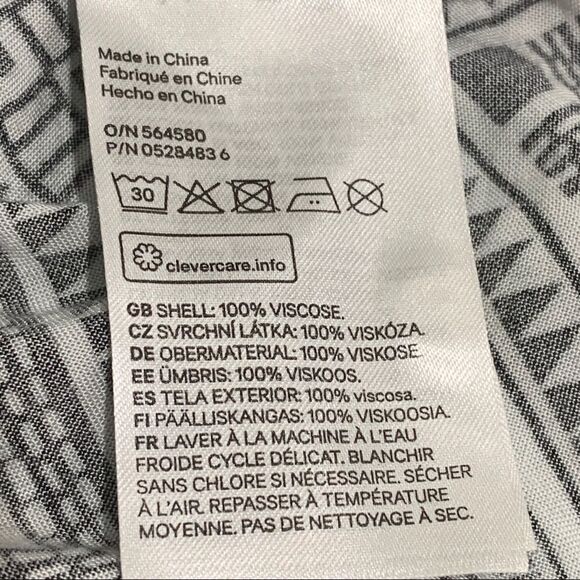 Made in China
Fabriqué en Chine
Hecho en China
O/N 564580
P/N 0528483 6
30
clevercare.info
GB SHELL: 100% VISCOSE.
CZ SVRCHNÍ LÁTKA: 100% VISKÓZA.
DE OBERMATERIAL: 100% VISKOSE.
EE ÜMBRIS: 100% VISKOOS.
ES TELA EXTERIOR: 100% viscosa.
FI PÄÄLLISKANGAS: 100% VISKOOSIA.
FR LAVER À LA MACHINE À L'EAU
FROIDE CYCLE DÉLICAT. BLANCHIR
SANS CHLORE SI NÉCESSAIRE. SÉCHER
À L'AIR. REPASSER À TEMPÉRATURE
MOYENNE. PAS DE NETTOYAGE À SEC.